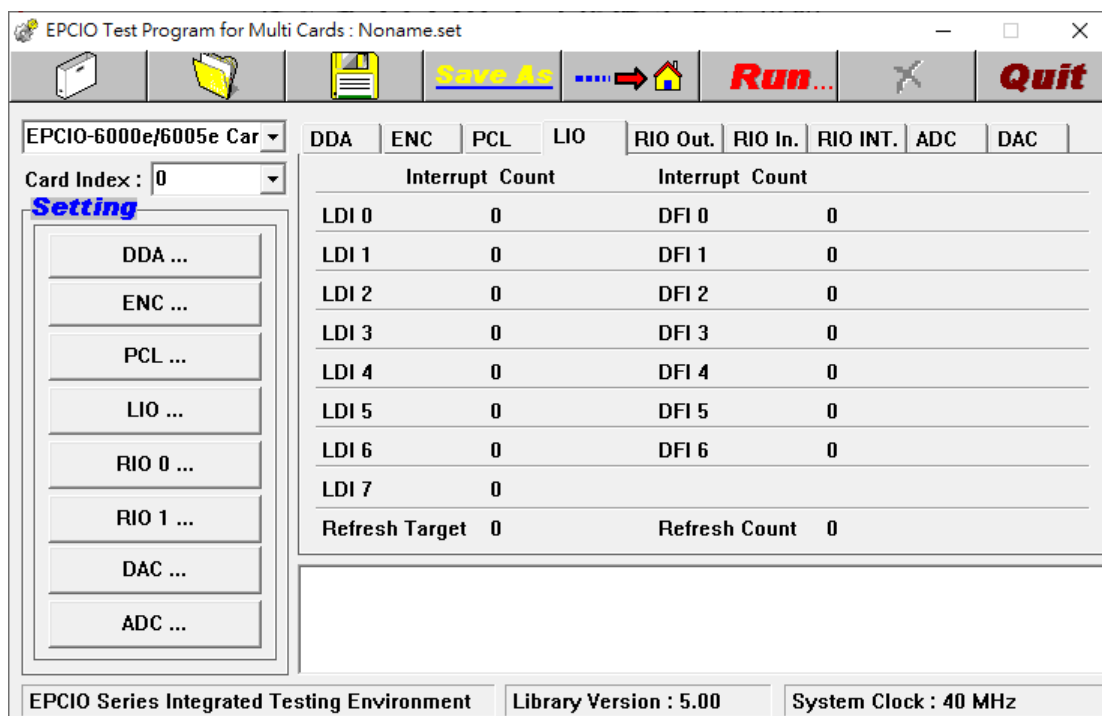 EPCIO Test Program for Multi Cards : Noname.set
Save As
Run...
Quit
EPCIO-6000e/6005e Car
Card Index : 0
Setting
DDA ...
ENC ...
PCL ...
LIO ...
RIO 0 ...
RIO 1 ...
DAC ...
ADC ...
DDA ENC PCL LIO RIO Out. RIO In. RIO INT. ADC DAC
Interrupt Count Interrupt Count
LDI 0 0 DFI 0 0
LDI 1 0 DFI 1 0
LDI 2 0 DFI 2 0
LDI 3 0 DFI 3 0
LDI 4 0 DFI 4 0
LDI 5 0 DFI 5 0
LDI 6 0 DFI 6 0
LDI 7 0
Refresh Target 0 Refresh Count 0
EPCIO Series Integrated Testing Environment Library Version : 5.00 System Clock : 40 MHz